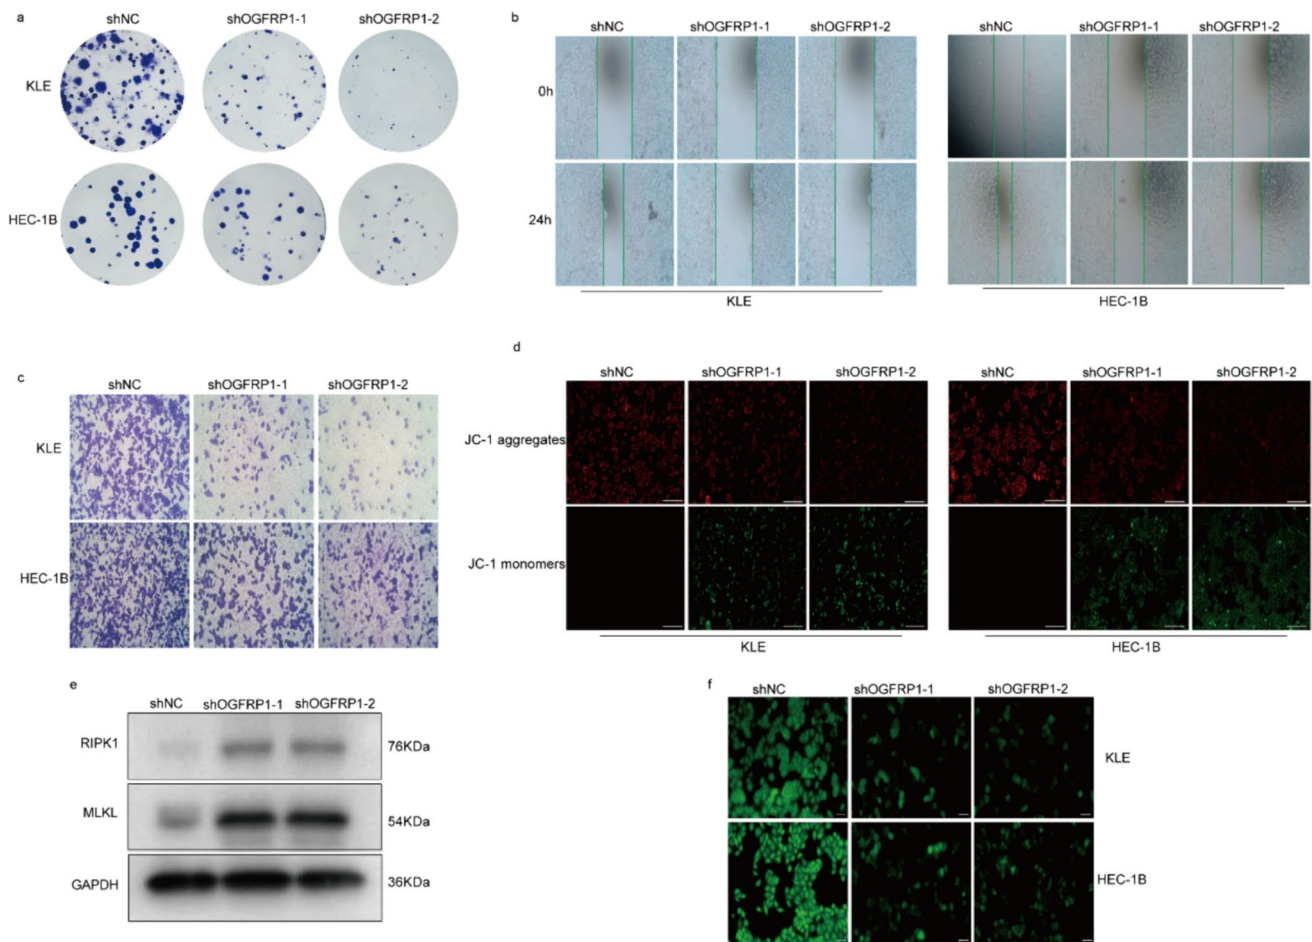 a
shNC shOGFRP1-1 shOGFRP1-2
KLE
HEC-1B
b
shNC shOGFRP1-1 shOGFRP1-2 shNC shOGFRP1-1 shOGFRP1-2
0h
24h
KLE HEC-1B
c
shNC shOGFRP1-1 shOGFRP1-2
KLE
HEC-1B
d
shNC shOGFRP1-1 shOGFRP1-2 shNC shOGFRP1-1 shOGFRP1-2
JC-1 aggregates
JC-1 monomers
KLE HEC-1B
e
shNC shOGFRP1-1 shOGFRP1-2
RIPK1 76KDa
MLKL 54KDa
GAPDH 36KDa
f
shNC shOGFRP1-1 shOGFRP1-2
KLE
HEC-1B